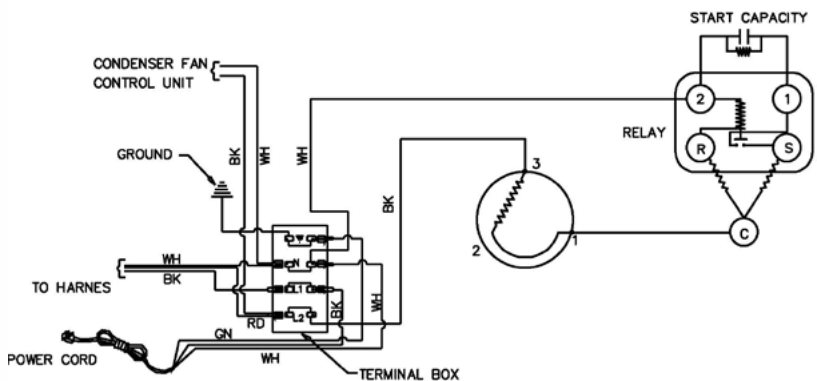 START CAPACITY
CONDENSER FAN
CONTROL UNIT
2
1
RELAY
R
S
GROUND
BK
WH
WH
BK
3
2
1
C
N
WH
BK
L1
TO HARNES
RD
L2
BK
WH
GN
POWER CORD
WH
TERMINAL BOX